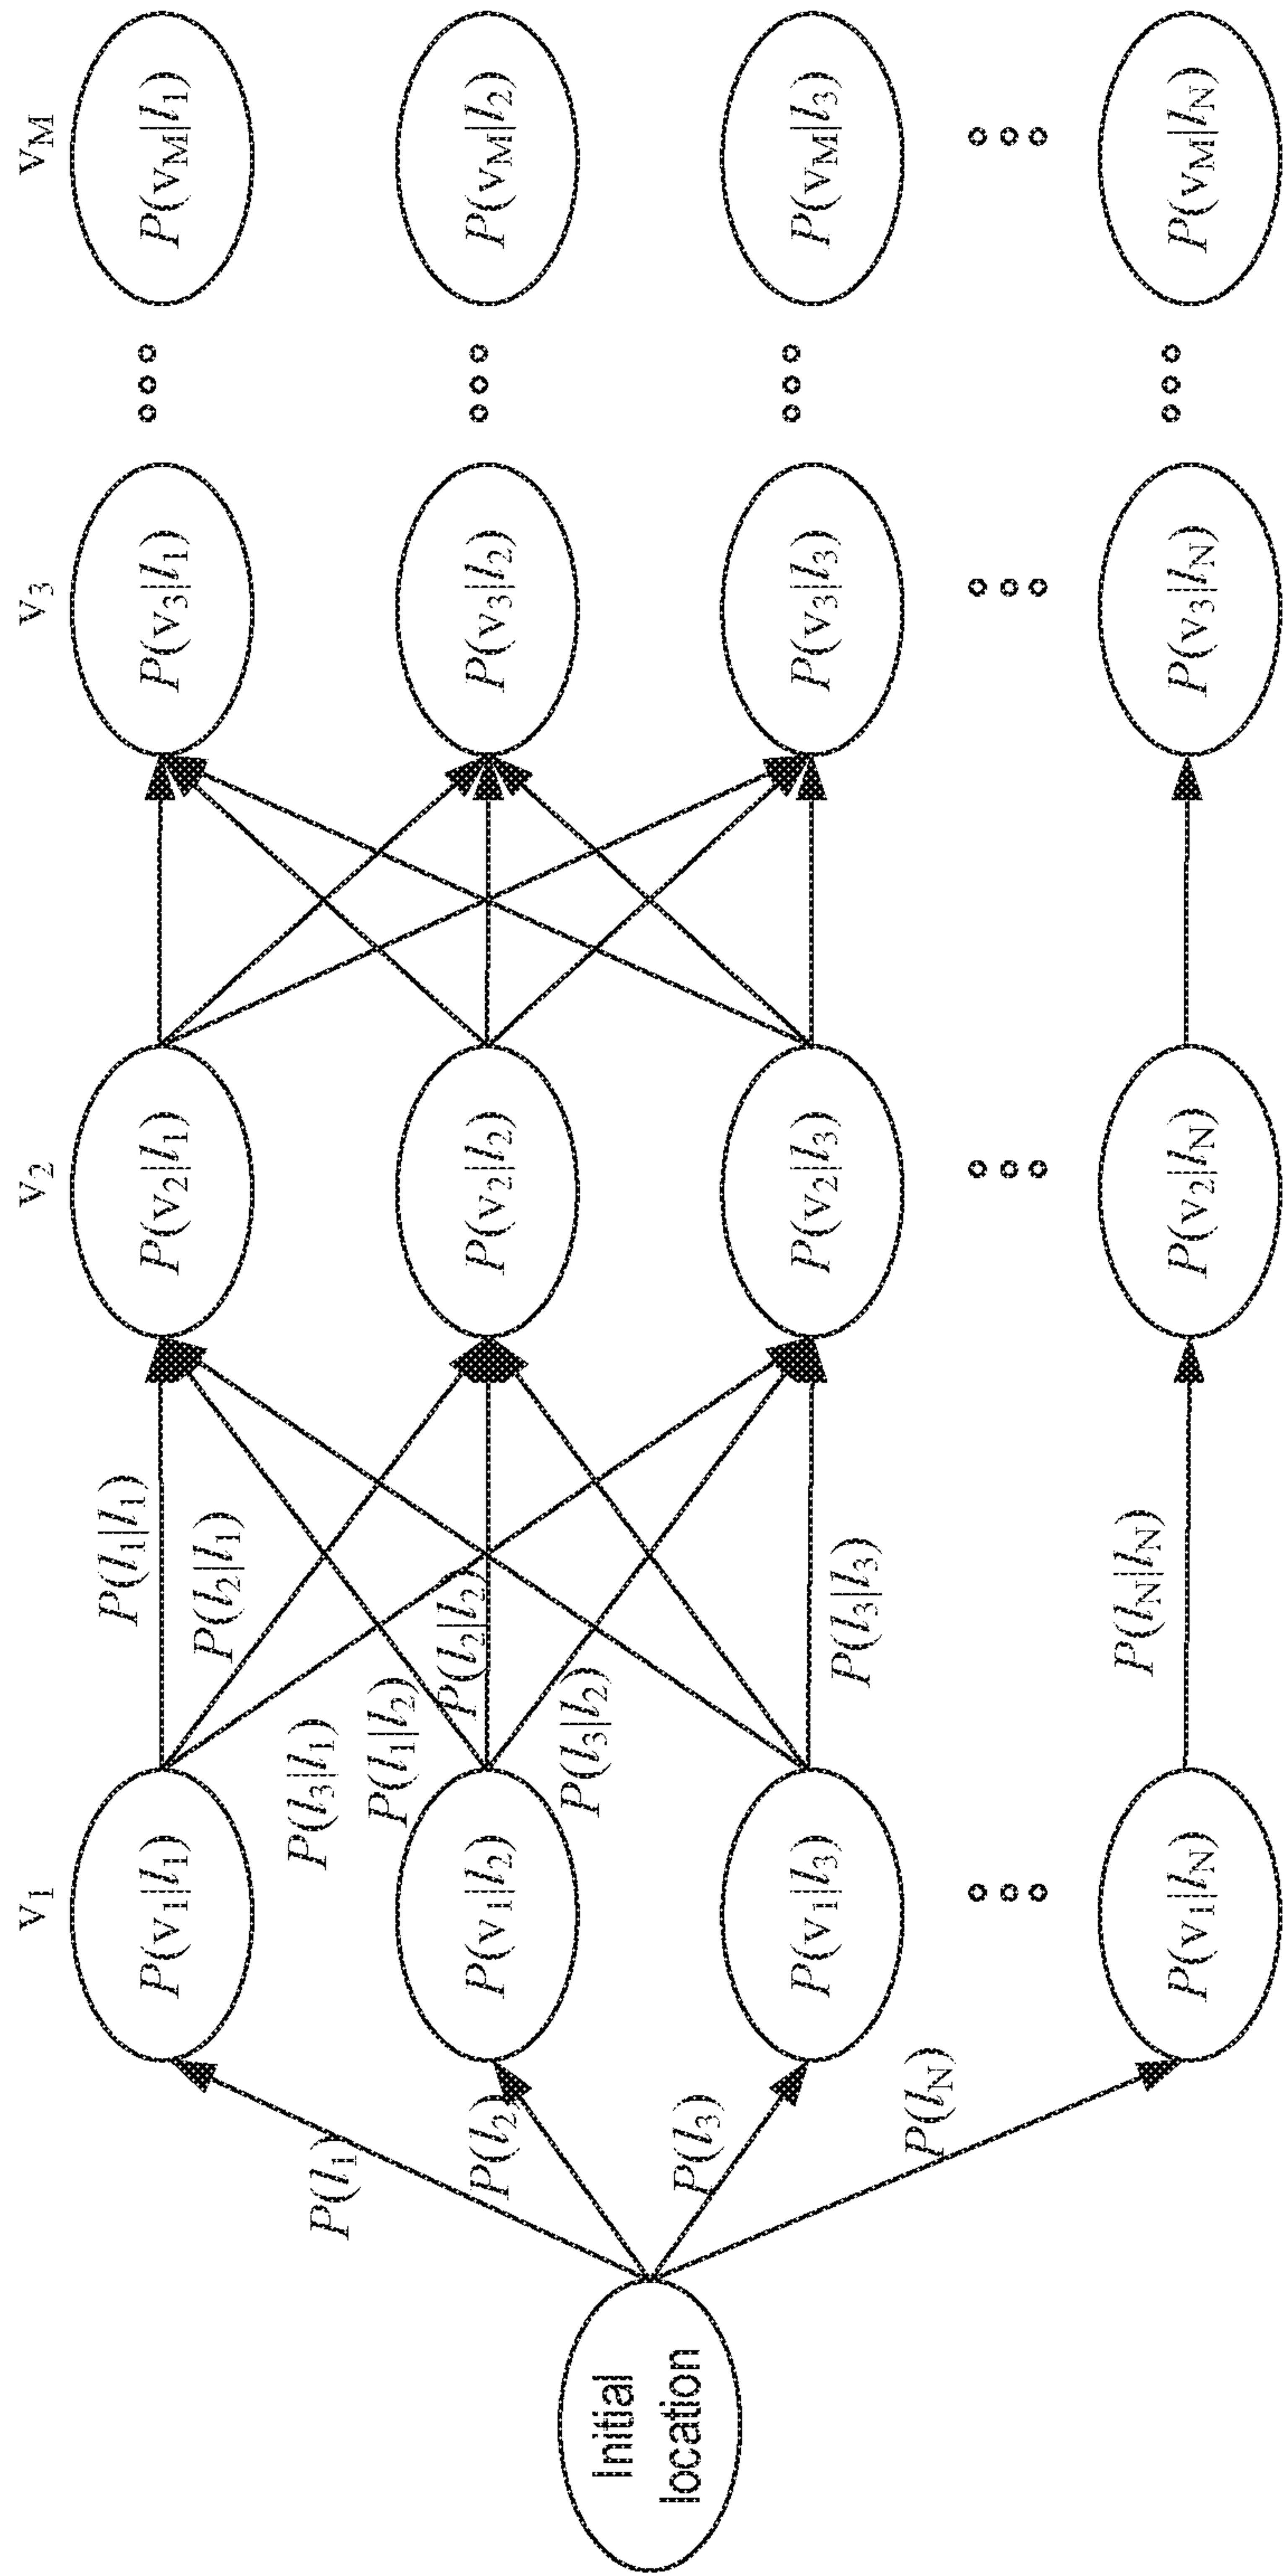 v1
v2
v3
vM
Initial
location
P(l1)
P(l2)
P(l3)
P(lN)
P(v1|l1)
P(v1|l2)
P(v1|l3)
P(v1|lN)
P(l1|l1)
P(l2|l1)
P(l3|l1)
P(l1|l2)
P(l2|l2)
P(l3|l2)
P(l3|l3)
P(lN|lN)
P(v2|l1)
P(v2|l2)
P(v2|l3)
P(v2|lN)
P(v3|l1)
P(v3|l2)
P(v3|l3)
P(v3|lN)
P(vM|l1)
P(vM|l2)
P(vM|l3)
P(vM|lN)